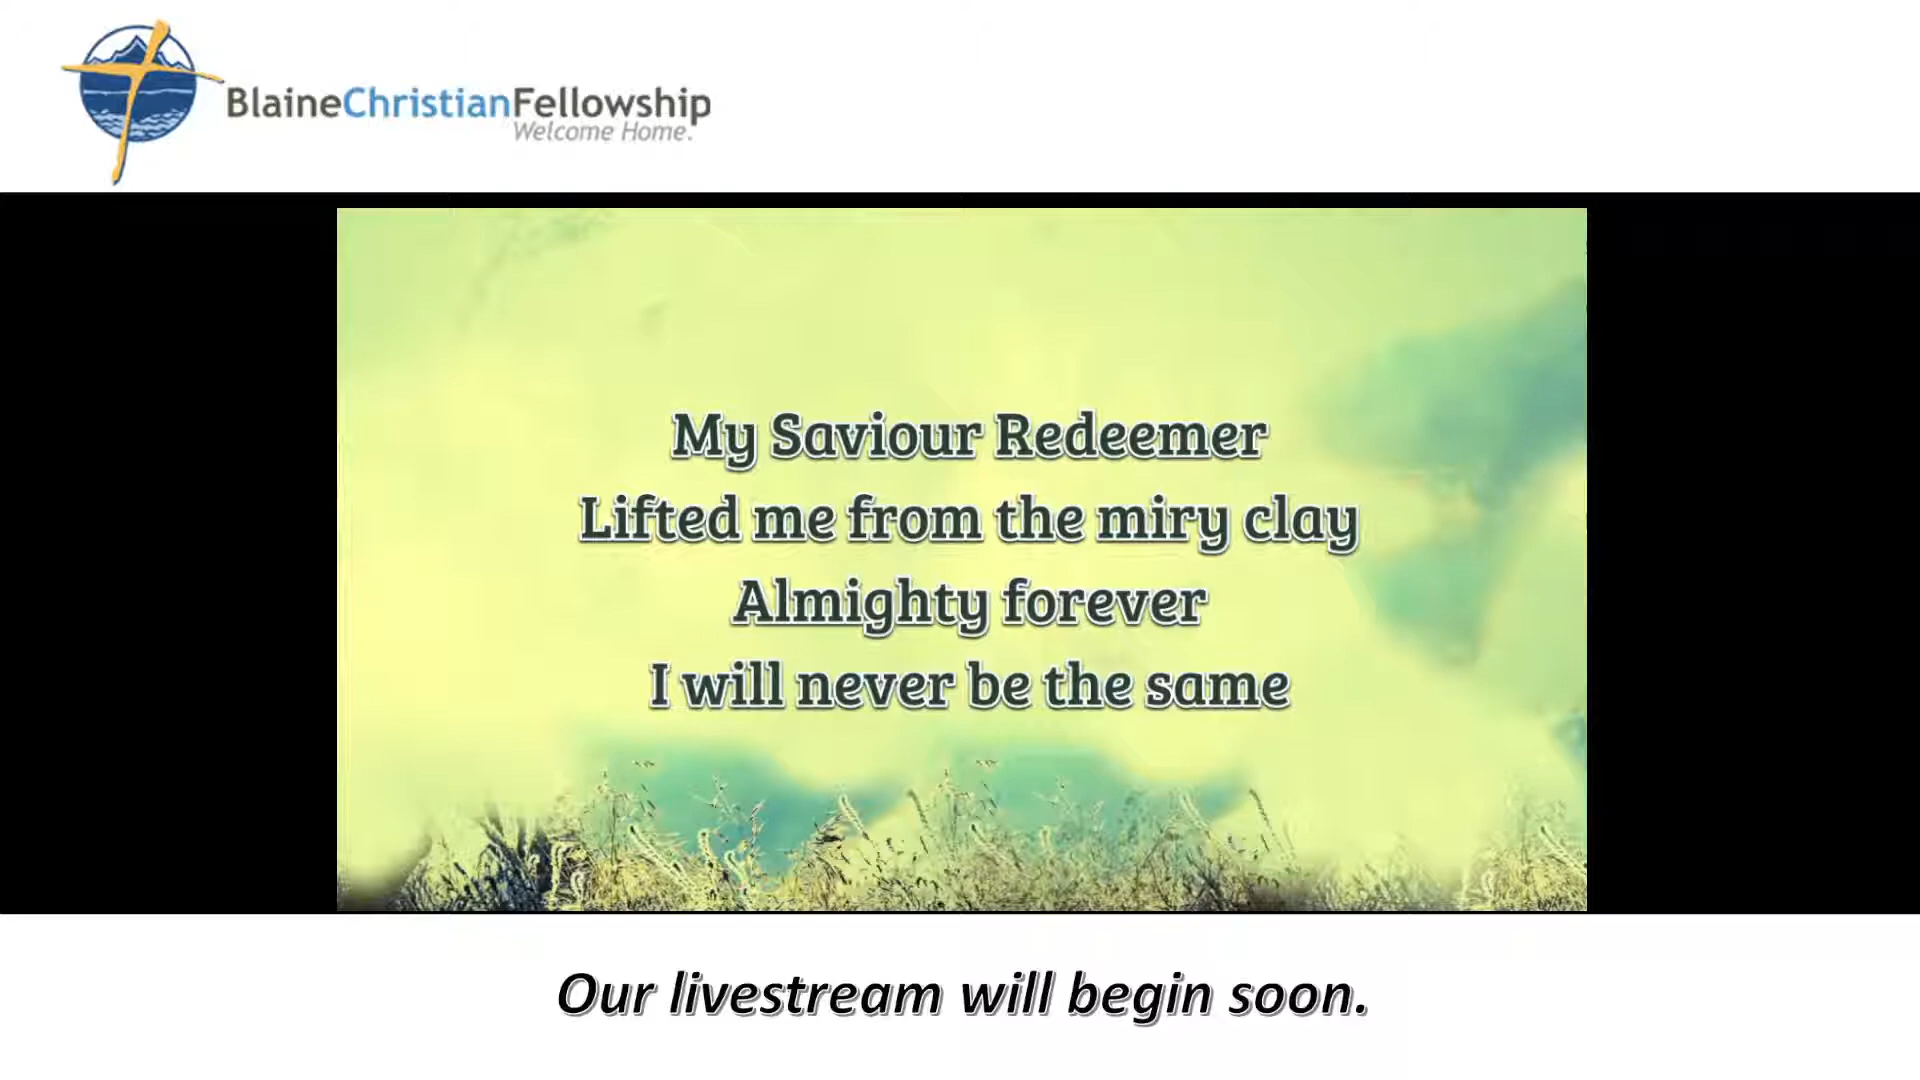 BlaineChristianFellowship
Welcome Home.
My Saviour Redeemer
Lifted me from the miry clay
Almighty forever
I will never be the same
Our livestream will begin soon.